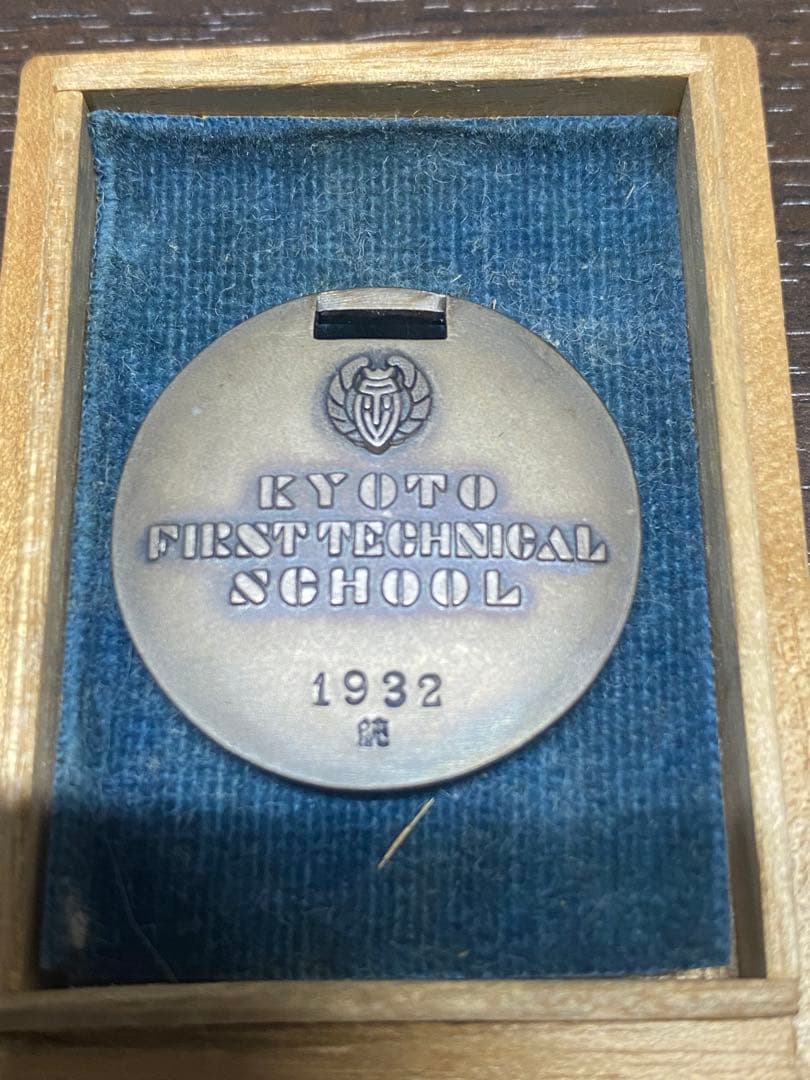 KYOTO
FIRST TECHNICAL
SCHOOL
1932